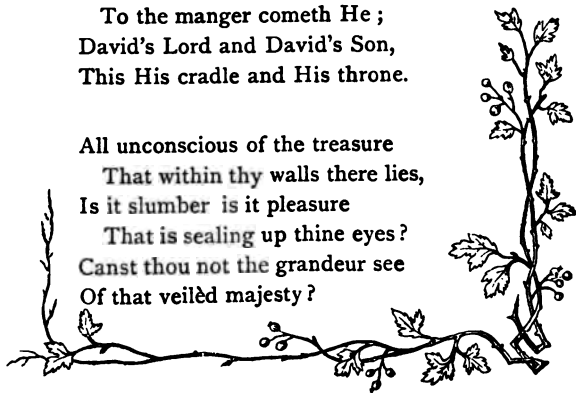 To the manger cometh He ;
David's Lord and David's Son,
This His cradle and His throne.
All unconscious of the treasure
That within thy walls there lies,
Is it slumber is it pleasure
That is sealing up thine eyes ?
Canst thou not the grandeur see
Of that veilèd majesty ?